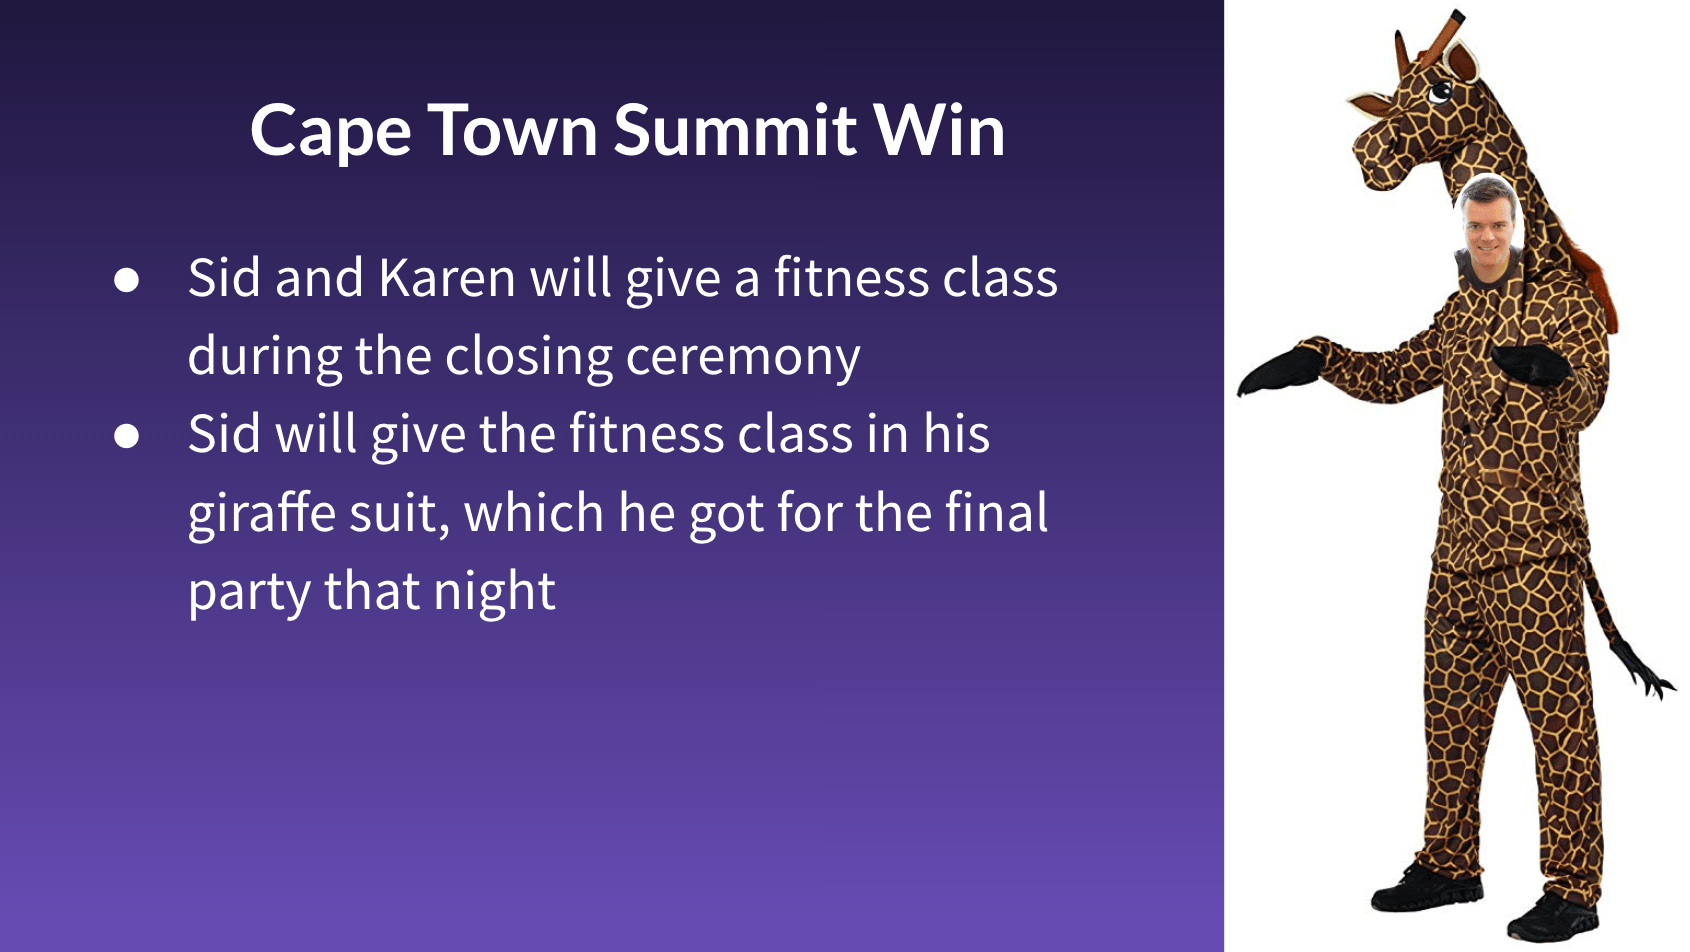 Cape Town Summit Win
● Sid and Karen will give a fitness class
during the closing ceremony
● Sid will give the fitness class in his
giraffe suit, which he got for the final
party that night